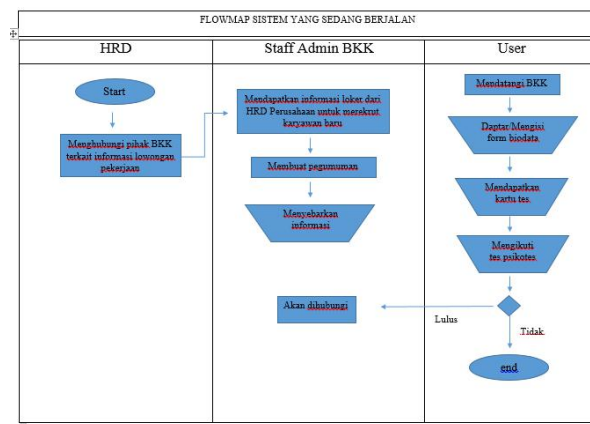 FLOWMAP SISTEM YANG SEDANG BERJALAN
HRD
Staff Admin BKK
User
Start
Menghubungi pihak BKK
terkait informasi lowongan
pekerjaan
Mendapatkan informasi loker dari
HRD Perusahaan untuk merekrut
karyawan baru
Membuat pegumuman
Menyebarkan
informasi
Akan dihubungi
Mendatangi BKK
Daptar/Mengisi
form biodata
Mendapatkan
kartu tes
Mengikuti
tes psikotes
Lulus
Tidak
end